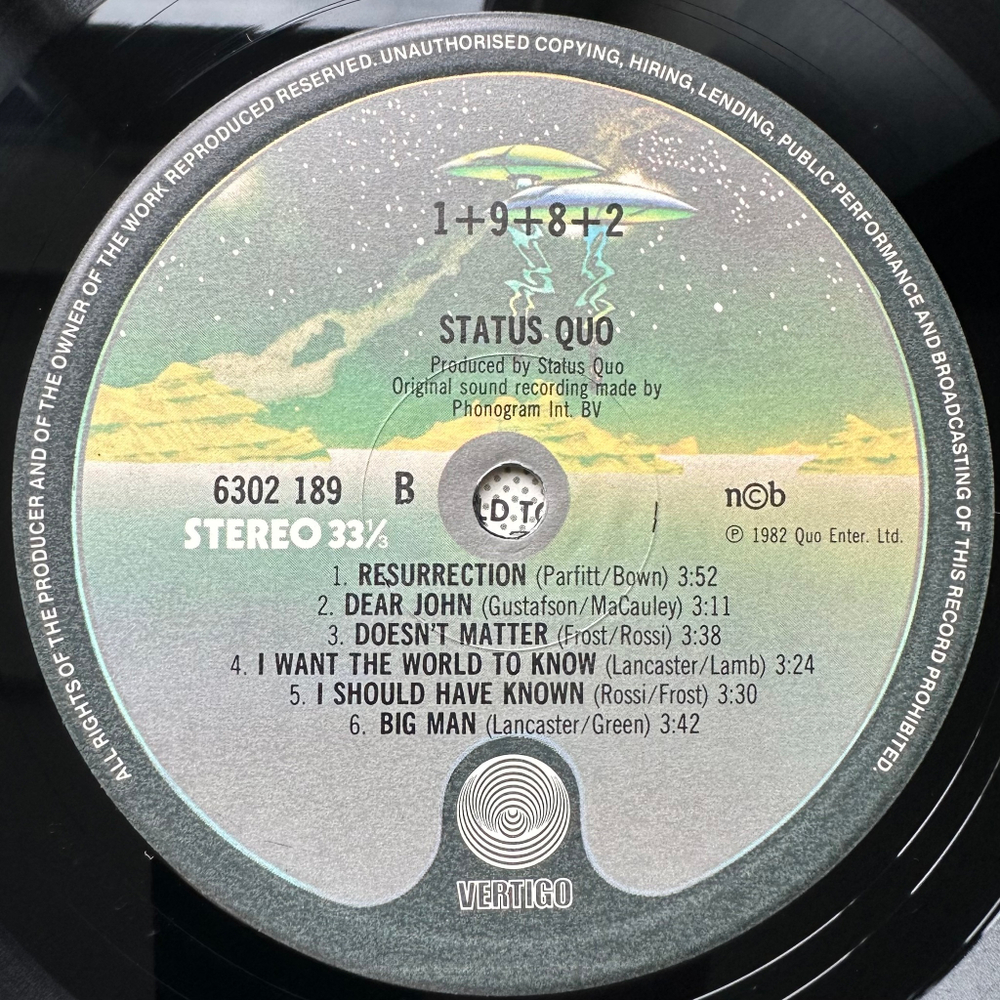 ALL RIGHTS OF THE PRODUCER AND OF THE OWNER OF THE WORK REPRODUCED RESERVED. UNAUTHORISED COPYING, HIRING, LENDING, PUBLIC PERFORMANCE AND BROADCASTING OF THIS RECORD PROHIBITED.
1+9+8+2
STATUS QUO
Produced by Status Quo
Original sound recording made by
Phonogram Int. BV
6302 189 B
n©b
STEREO 33⅓
℗ 1982 Quo Enter. Ltd.
1. RESURRECTION (Parfitt/Bown) 3:52
2. DEAR JOHN (Gustafson/MaCauley) 3:11
3. DOESN'T MATTER (Frost/Rossi) 3:38
4. I WANT THE WORLD TO KNOW (Lancaster/Lamb) 3:24
5. I SHOULD HAVE KNOWN (Rossi/Frost) 3:30
6. BIG MAN (Lancaster/Green) 3:42
VERTIGO